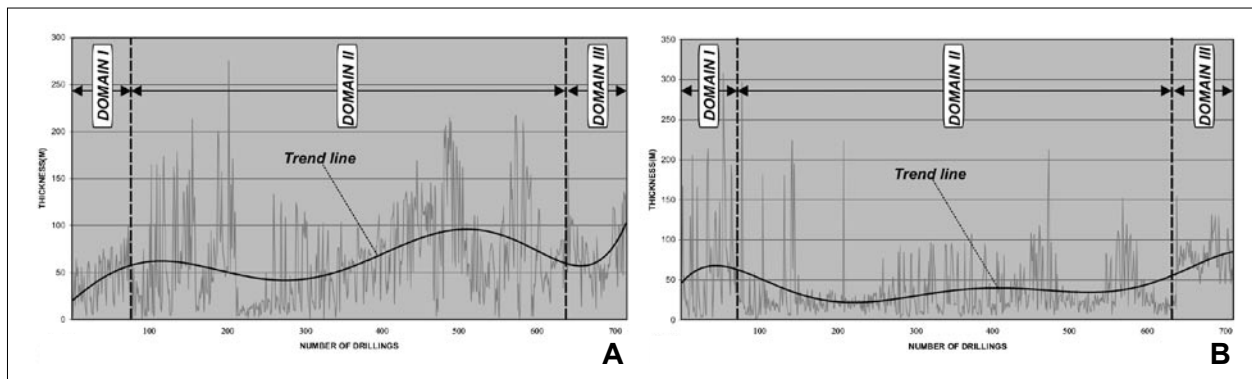 300
250
200
150
100
50
0
THICKNESS(M)
DOMAIN I
DOMAIN II
DOMAIN III
Trend line
100
200
300
400
500
600
700
NUMBER OF DRILLINGS
A
350
300
250
200
150
100
50
0
THICKNESS(M)
DOMAIN I
DOMAIN II
DOMAIN III
Trend line
100
200
300
400
500
600
700
NUMBER OF DRILLINGS
B